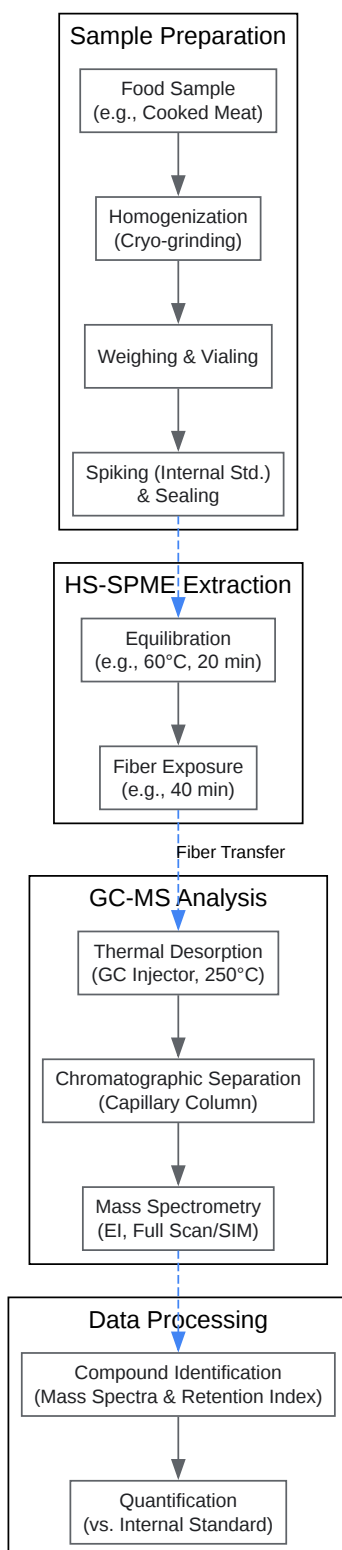 Sample Preparation
Food Sample
(e.g., Cooked Meat)
Homogenization
(Cryo-grinding)
Weighing & Vialing
Spiking (Internal Std.)
& Sealing
HS-SPME Extraction
Equilibration
(e.g., 60°C, 20 min)
Fiber Exposure
(e.g., 40 min)
Fiber Transfer
GC-MS Analysis
Thermal Desorption
(GC Injector, 250°C)
Chromatographic Separation
(Capillary Column)
Mass Spectrometry
(EI, Full Scan/SIM)
Data Processing
Compound Identification
(Mass Spectra & Retention Index)
Quantification
(vs. Internal Standard)